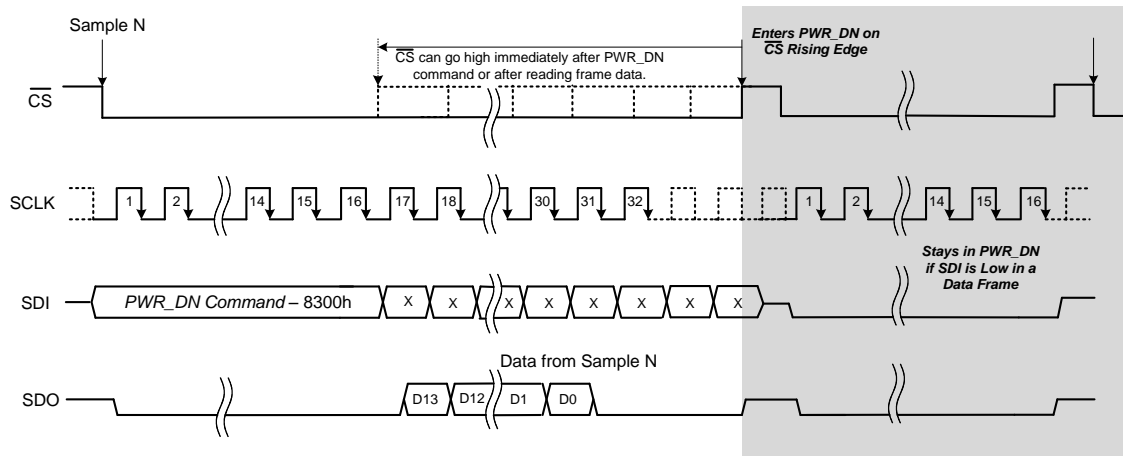 Sample N
Enters PWR_DN on
CS Rising Edge
CS can go high immediately after PWR_DN
command or after reading frame data.
CS
SCLK
1 2 14 15 16 17 18 30 31 32 1 2 14 15 16
Stays in PWR_DN
if SDI is Low in a
Data Frame
SDI
PWR_DN Command – 8300h X X X X X X X X
Data from Sample N
SDO
D13 D12 D1 D0